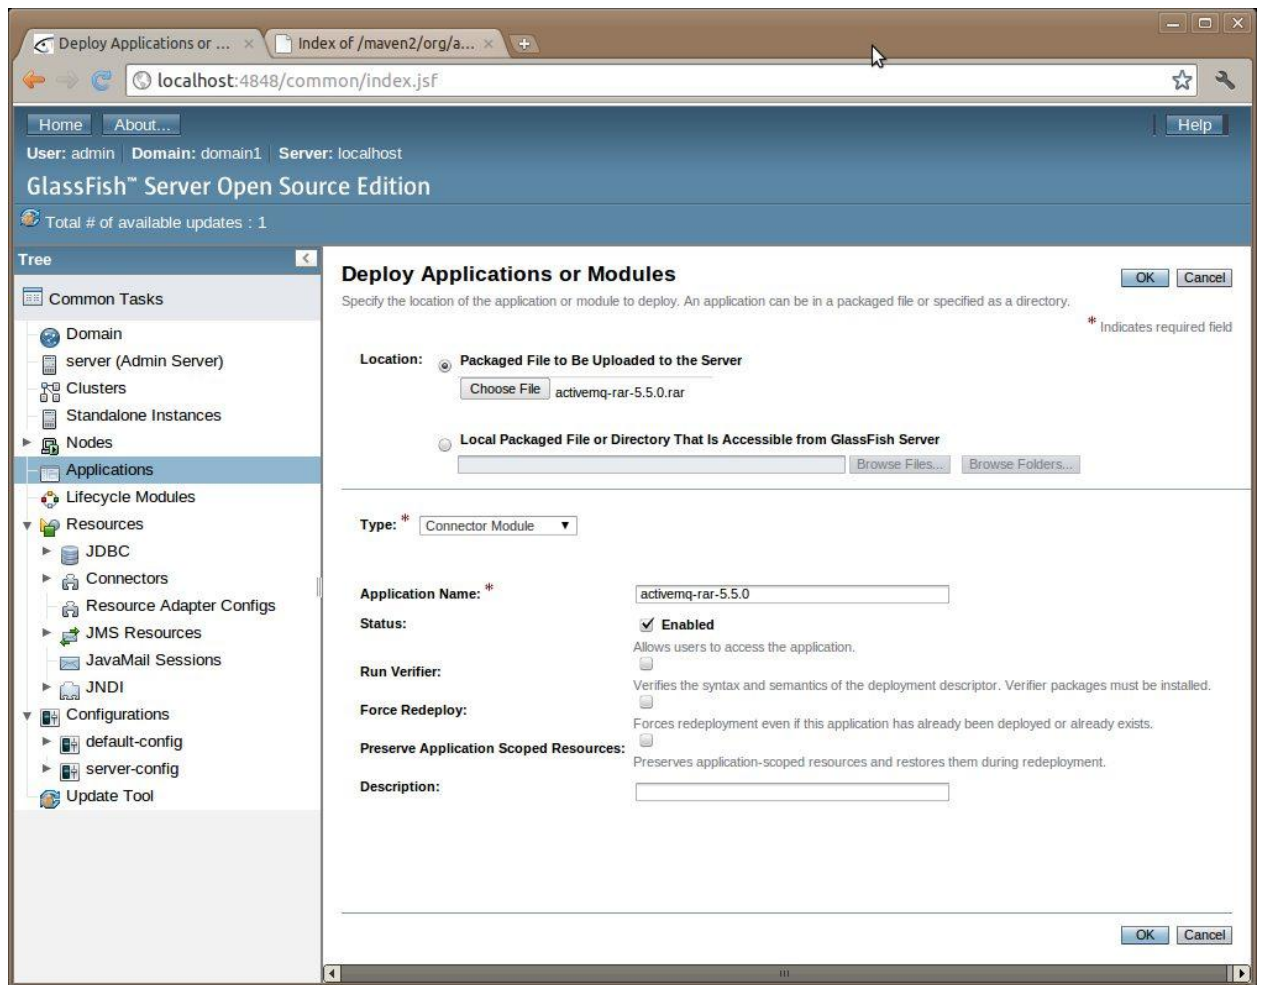 Deploy Applications or ...
Index of /maven2/org/a...
localhost:4848/common/index.jsf
Home About... Help
User: admin Domain: domain1 Server: localhost
GlassFish™ Server Open Source Edition
Total # of available updates : 1
Tree
Common Tasks
Domain
server (Admin Server)
Clusters
Standalone Instances
Nodes
Applications
Lifecycle Modules
Resources
JDBC
Connectors
Resource Adapter Configs
JMS Resources
JavaMail Sessions
JNDI
Configurations
default-config
server-config
Update Tool
Deploy Applications or Modules
OK Cancel
Specify the location of the application or module to deploy. An application can be in a packaged file or specified as a directory.
* Indicates required field
Location: Packaged File to Be Uploaded to the Server
Choose File activemq-rar-5.5.0.rar
Local Packaged File or Directory That Is Accessible from GlassFish Server
Browse Files... Browse Folders...
Type: * Connector Module
Application Name: * activemq-rar-5.5.0
Status: Enabled
Allows users to access the application.
Run Verifier:
Verifies the syntax and semantics of the deployment descriptor. Verifier packages must be installed.
Force Redeploy:
Forces redeployment even if this application has already been deployed or already exists.
Preserve Application Scoped Resources:
Preserves application-scoped resources and restores them during redeployment.
Description:
OK Cancel